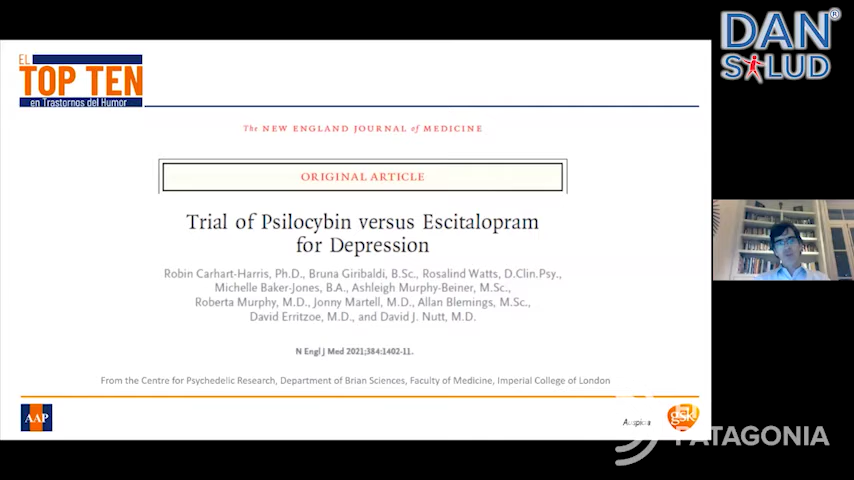 DAN
SALUD
EL
TOP TEN
en Trastornos del Humor
The NEW ENGLAND JOURNAL of MEDICINE
ORIGINAL ARTICLE
Trial of Psilocybin versus Escitalopram
for Depression
Robin Carhart-Harris, Ph.D., Bruna Giribaldi, B.Sc., Rosalind Watts, D.Clin.Psy.,
Michelle Baker-Jones, B.A., Ashleigh Murphy-Beiner, M.Sc.,
Roberta Murphy, M.D., Jonny Martell, M.D., Allan Blemings, M.Sc.,
David Erritzoe, M.D., and David J. Nutt, M.D.
N Engl J Med 2021;384:1402-11.
From the Centre for Psychedelic Research, Department of Brian Sciences, Faculty of Medicine, Imperial College of London
AAP
gsk
PATAGONIA